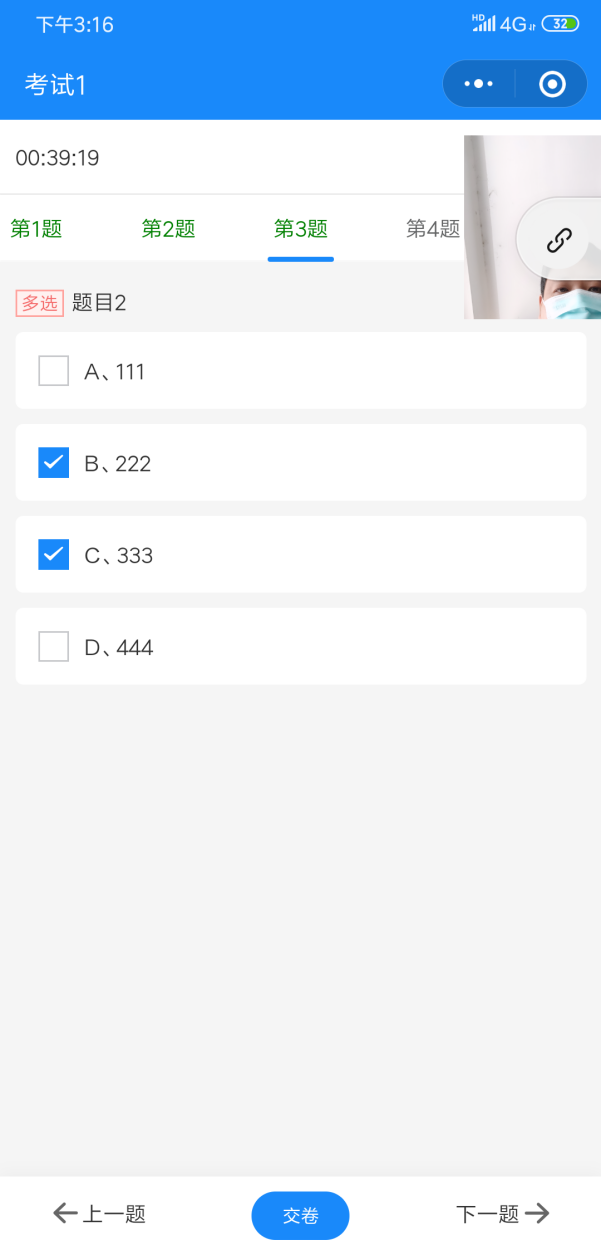 下午3:16
HD 4G 32
考试1
00:39:19
第1题 第2题 第3题 第4题
多选 题目2
A、111
B、222
C、333
D、444
上一题 交卷 下一题